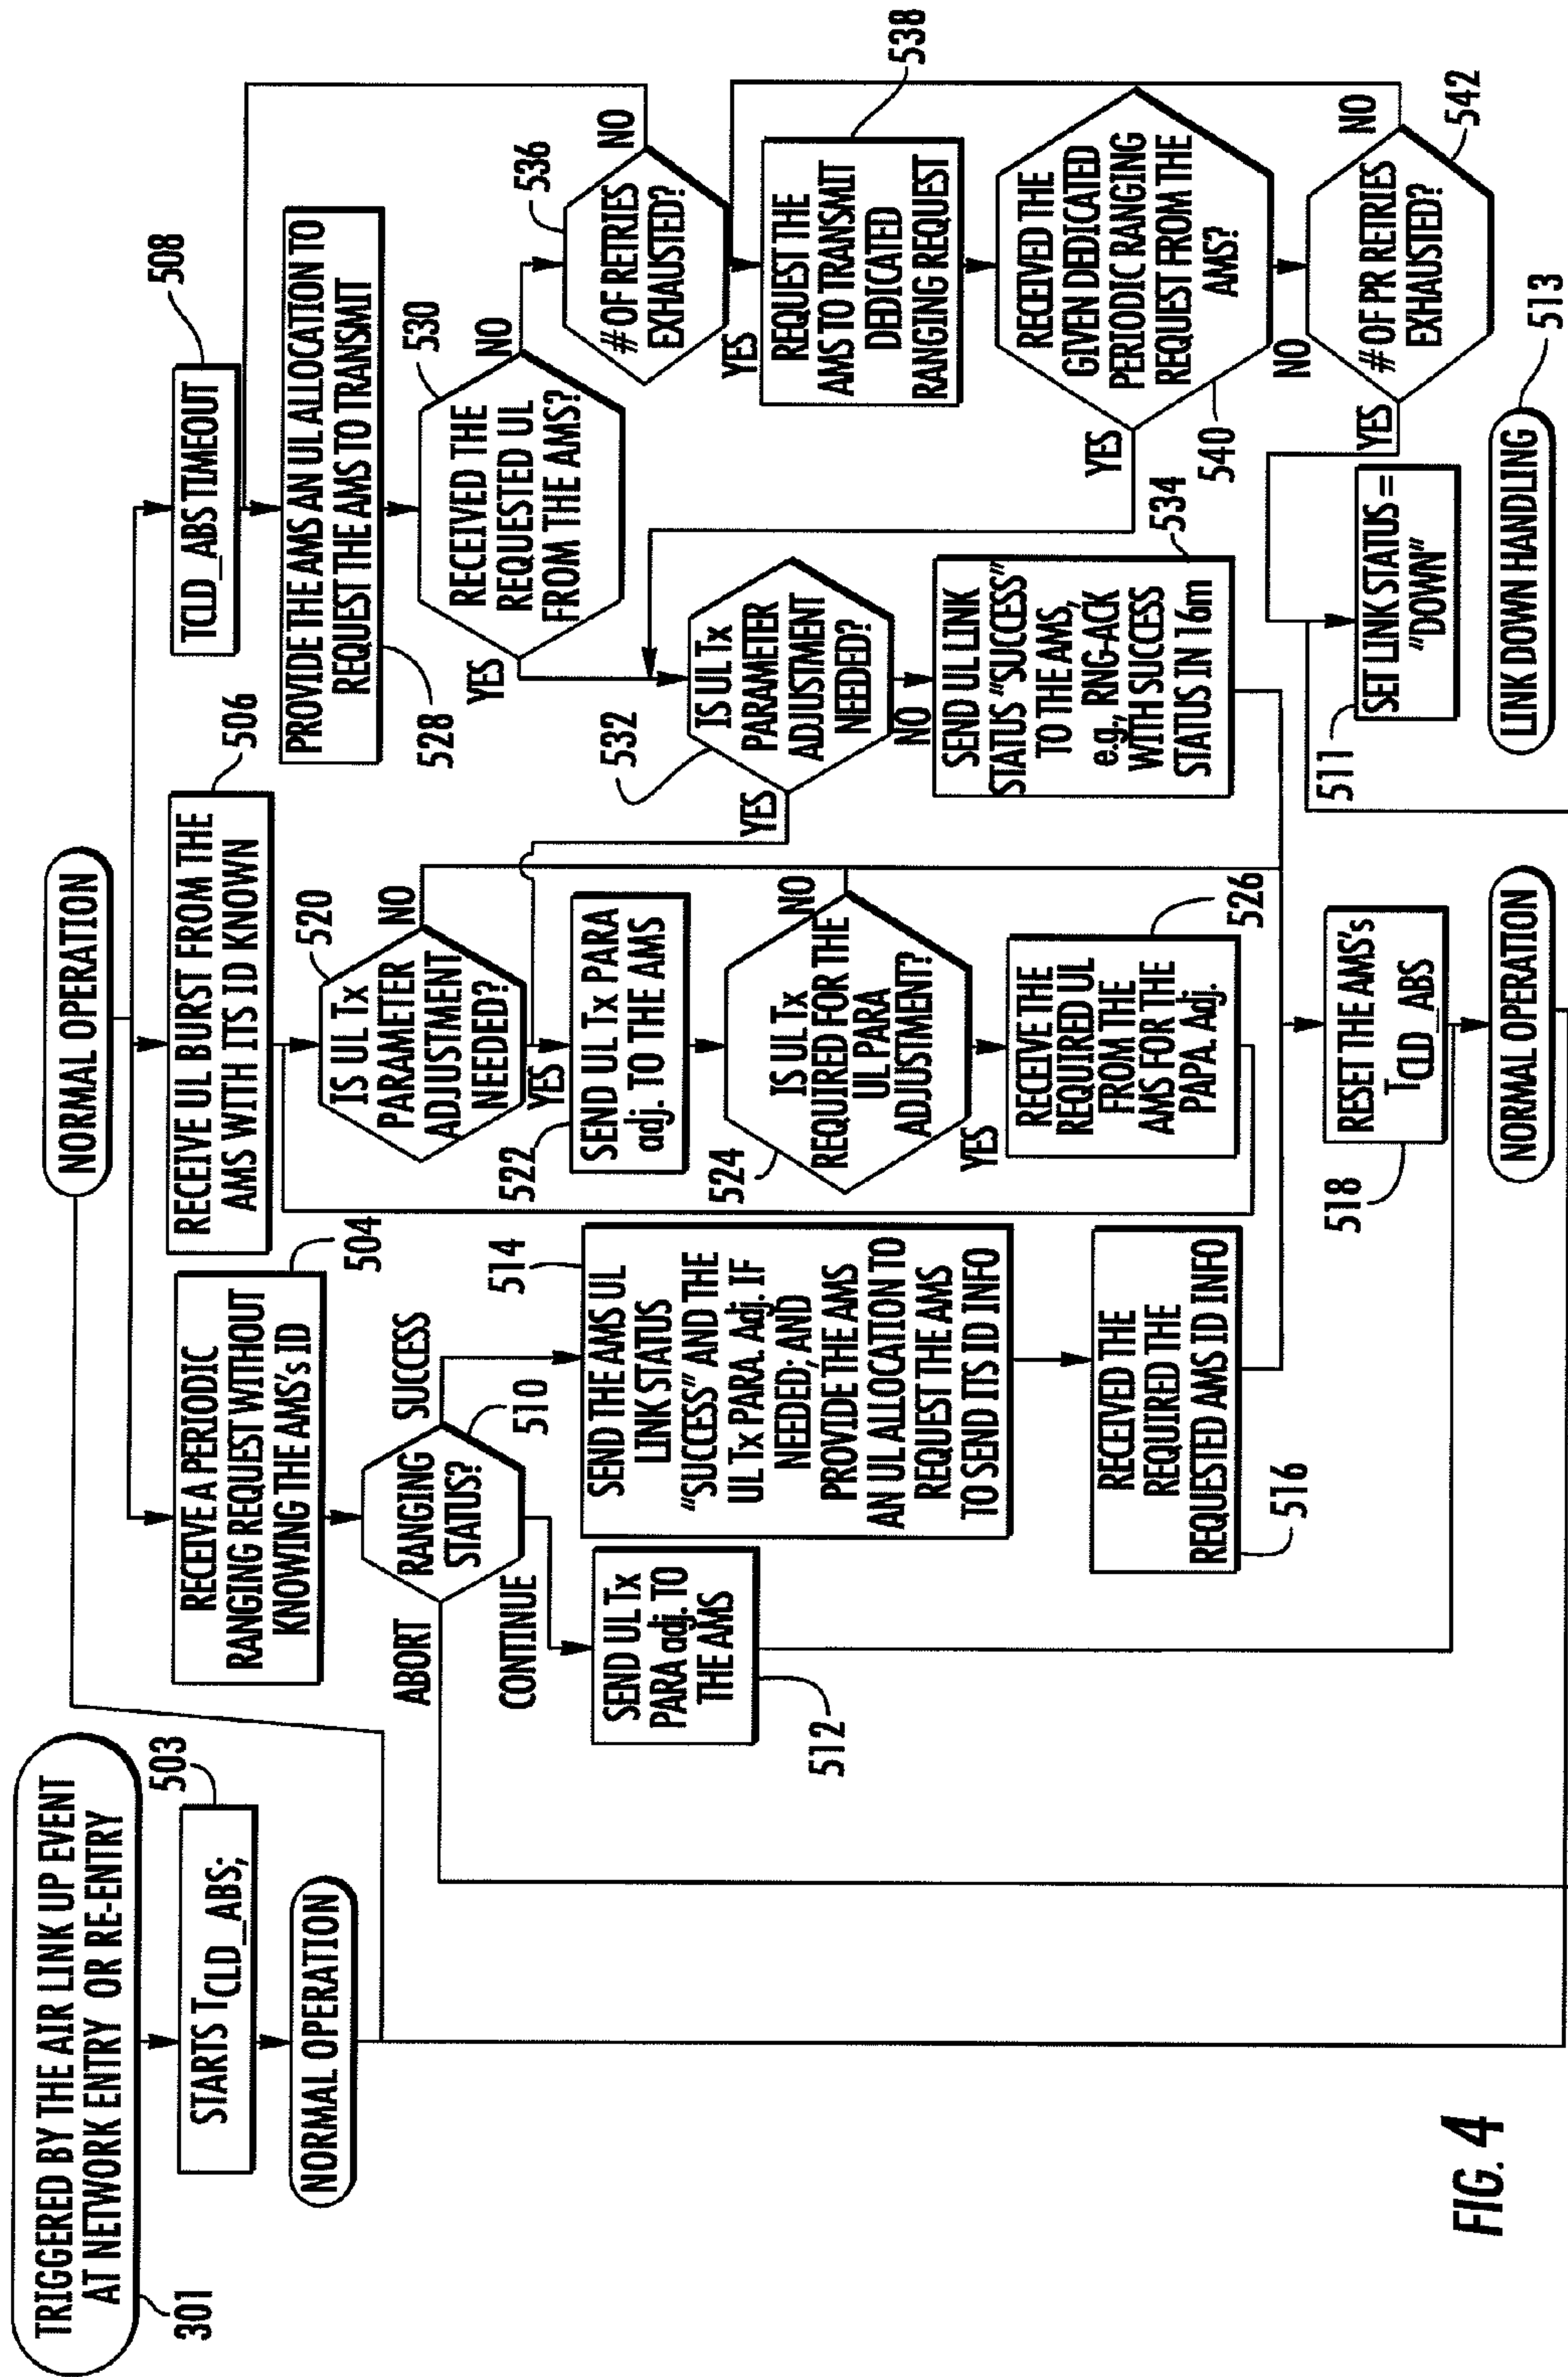 TRIGGERED BY THE AIR LINK UP EVENT
AT NETWORK ENTRY OR RE-ENTRY
301
503
STARTS TCLD_ABS;
NORMAL OPERATION
NORMAL OPERATION
RECEIVE A PERIODIC
RANGING REQUEST WITHOUT
KNOWING THE AMS's ID
504
RANGING
STATUS?
510
ABORT
CONTINUE
SUCCESS
SEND UL Tx
PARA adj. TO
THE AMS
512
514
SEND THE AMS UL
LINK STATUS
"SUCCESS" AND THE
UL Tx PARA. Adj. IF
NEEDED; AND
PROVIDE THE AMS
AN UL ALLOCATION TO
REQUEST THE AMS
TO SEND ITS ID INFO
RECEIVED THE
REQUIRED THE
REQUESTED AMS ID INFO
516
RECEIVE UL BURST FROM THE
AMS WITH ITS ID KNOWN
506
520
IS UL Tx
PARAMETER
ADJUSTMENT
NEEDED?
NO
YES
522
SEND UL Tx PARA
adj. TO THE AMS
IS UL Tx
REQUIRED FOR THE
UL PARA
ADJUSTMENT?
524
NO
YES
RECEIVE THE
REQUIRED UL
FROM THE
AMS FOR THE
PAPA. Adj.
526
RESET THE AMS's
TCLD_ABS
518
NORMAL OPERATION
508
TCLD_ABS TIMEOUT
PROVIDE THE AMS AN UL ALLOCATION TO
REQUEST THE AMS TO TRANSMIT
528
530
RECEIVED THE
REQUESTED UL
FROM THE AMS?
YES
NO
532
IS UL Tx
PARAMETER
ADJUSTMENT
NEEDED?
YES
NO
SEND UL LINK
STATUS "SUCCESS"
TO THE AMS,
e.g., RNG-ACK
WITH SUCCESS
STATUS IN 16m
534
536
# OF RETRIES
EXHAUSTED?
NO
YES
REQUEST THE
AMS TO TRANSMIT
DEDICATED
RANGING REQUEST
538
RECEIVED THE
GIVEN DEDICATED
PERIODIC RANGING
REQUEST FROM THE
AMS?
540
YES
NO
# OF PR RETRIES
EXHAUSTED?
542
NO
YES
SET LINK STATUS =
"DOWN"
511
LINK DOWN HANDLING
513
FIG. 4